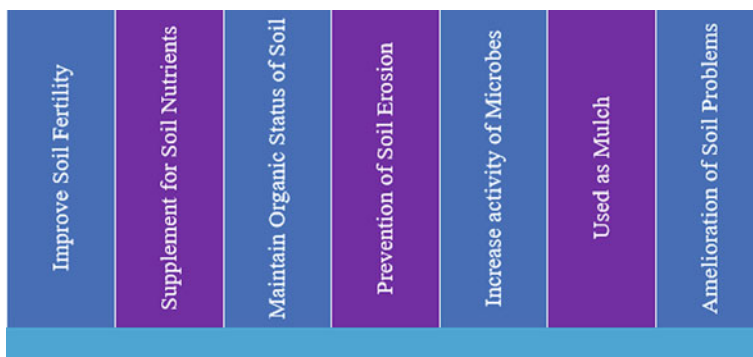 Improve Soil Fertility
Supplement for Soil Nutrients
Maintain Organic Status of Soil
Prevention of Soil Erosion
Increase activity of Microbes
Used as Mulch
Amelioration of Soil Problems